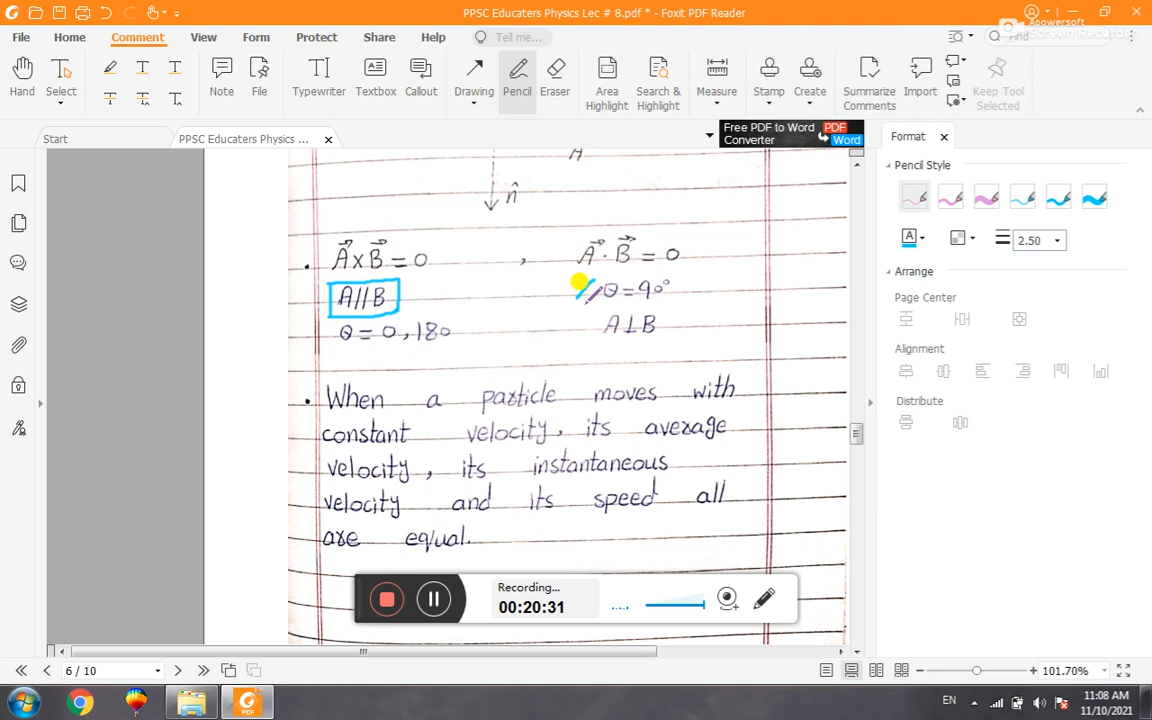 PPSC Educaters Physics Lec # 8.pdf * - Foxit PDF Reader
File Home Comment View Form Protect Share Help Tell me... Find
Apowersoft
Screen Recorder
Hand Select Note File Typewriter Textbox Callout Drawing Pencil Eraser Area Highlight Search & Highlight Measure Stamp Create Summarize Comments Import Keep Tool Selected
Start PPSC Educaters Physics ... Free PDF to Word Converter PDF Word Format
Pencil Style
2.50
Arrange
Page Center
Alignment
Distribute
A
n̂
• A⃗ x B⃗ = 0 , A⃗ · B⃗ = 0
A//B θ = 90°
θ = 0, 180 A⊥B
• When a particle moves with
constant velocity, its average
velocity, its instantaneous
velocity and its speed all
are equal.
Recording...
00:20:31
6 / 10 101.70%
EN 11:08 AM
11/10/2021